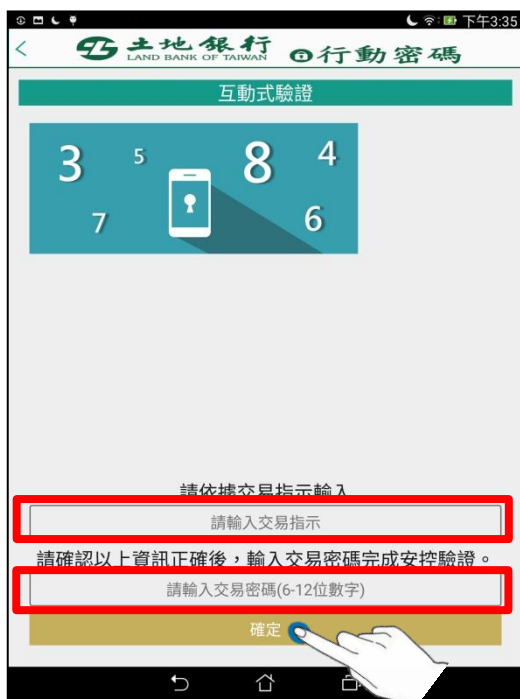 下午3:35
土地銀行
LAND BANK OF TAIWAN
行動密碼
互動式驗證
3 5 8 4
7 6
請依據交易指示輸入
請輸入交易指示
請確認以上資訊正確後，輸入交易密碼完成安控驗證。
請輸入交易密碼(6-12位數字)
確定